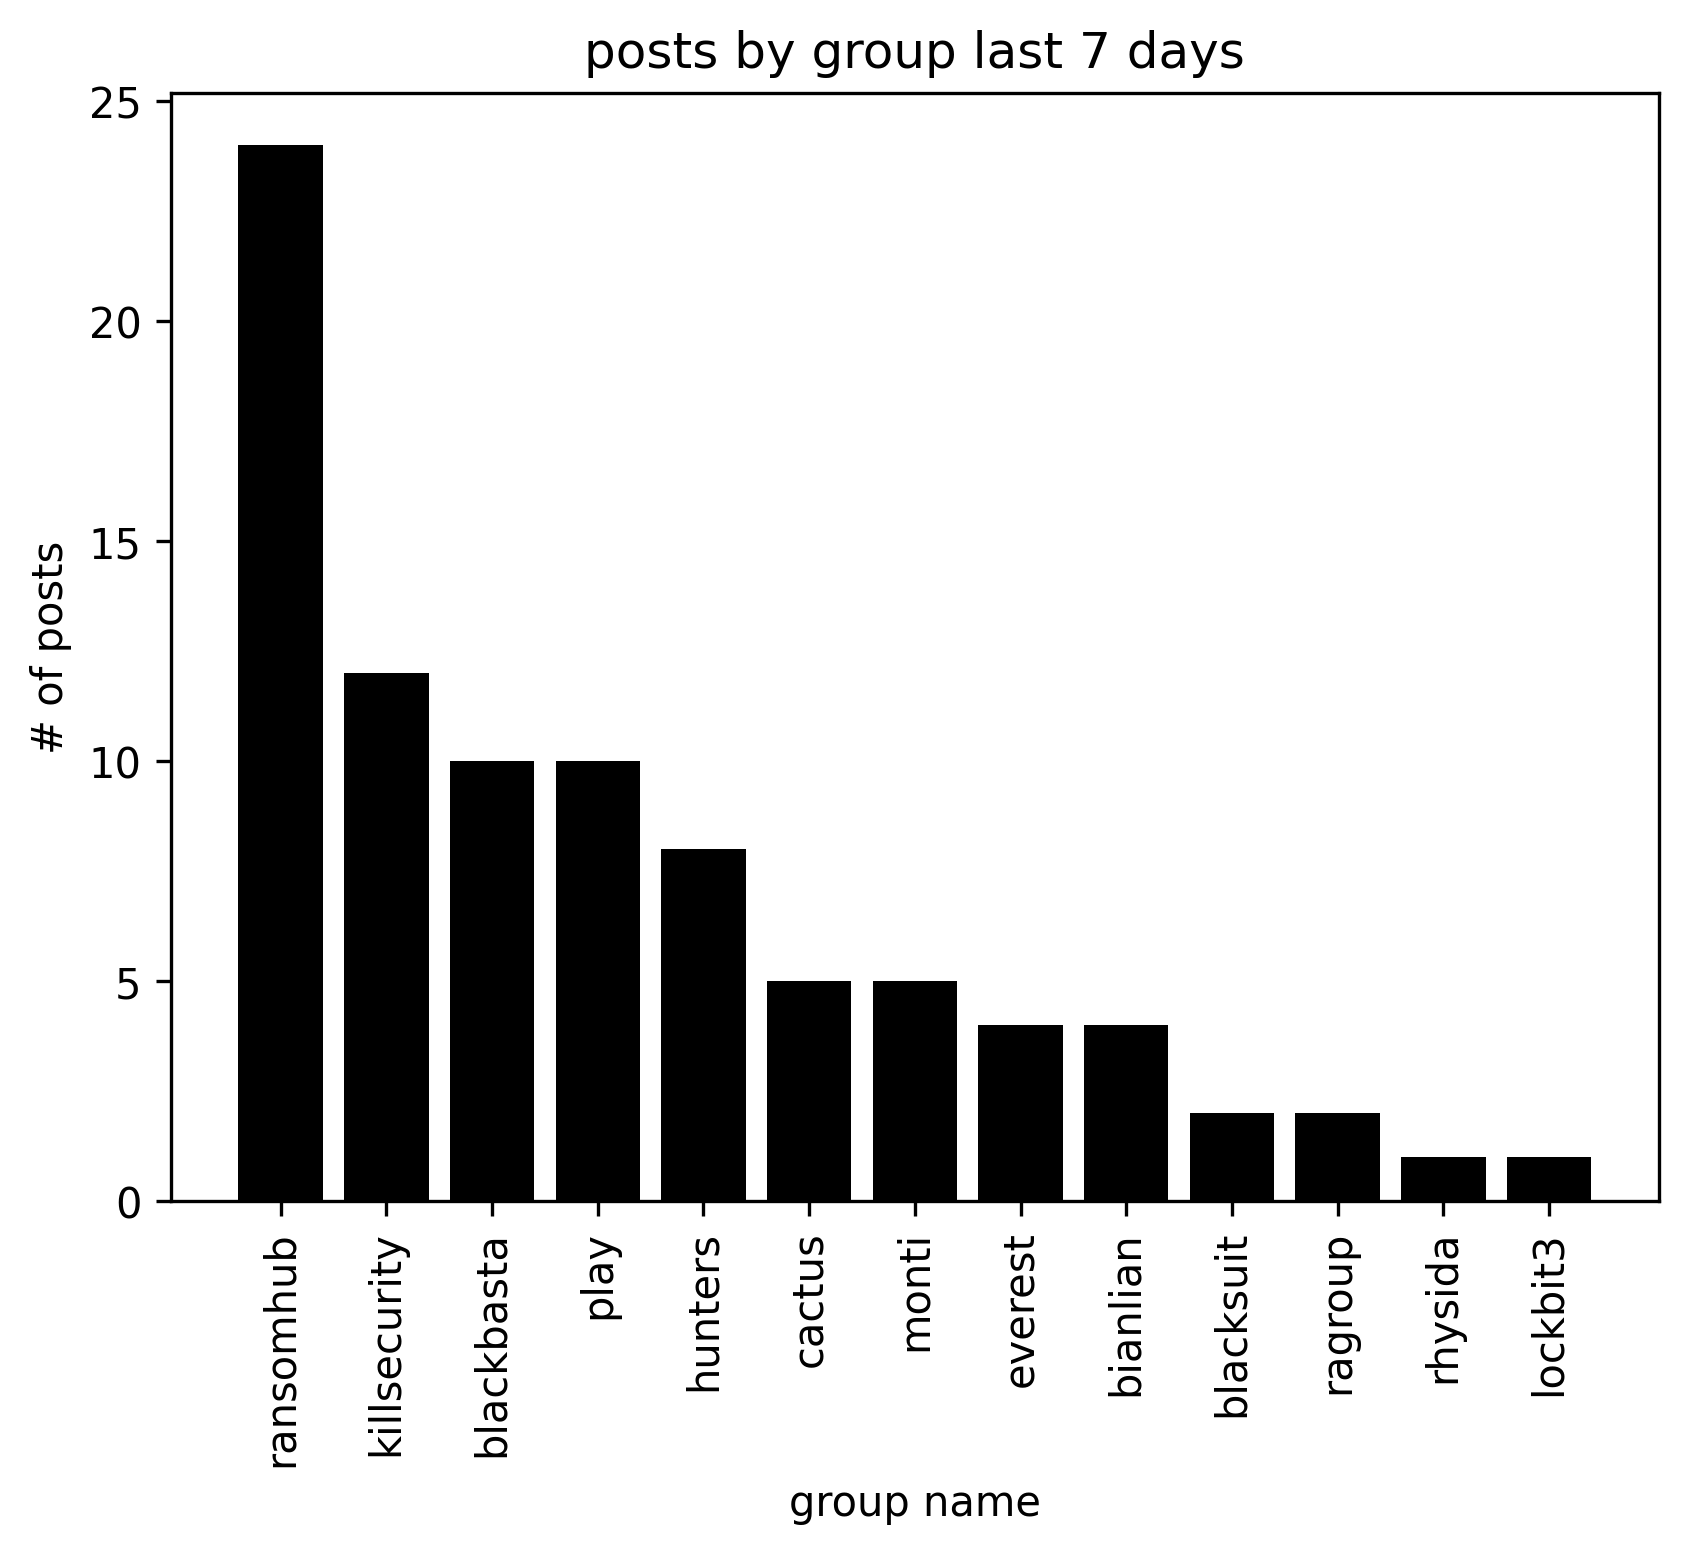 posts by group last 7 days
25
20
15
10
5
0
# of posts
ransomhub
killsecurity
blackbasta
play
hunters
cactus
monti
everest
bianlian
blacksuit
ragroup
rhysida
lockbit3
group name